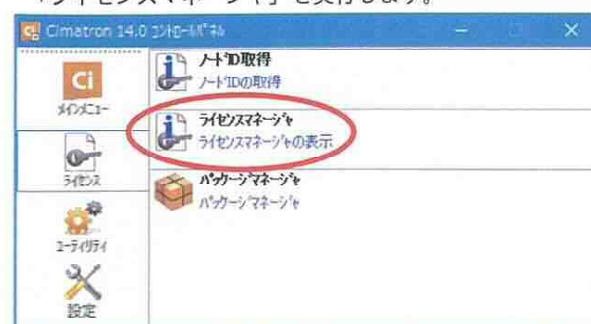 「ライセンスマネージャ」を実行します。
Cimatron 14.0 コントロールパネル
Ci
メインメニュー
ライセンス
ユーティリティ
設定
ノードID取得
ノードIDの取得
ライセンスマネージャ
ライセンスマネージャの表示
パッケージマネージャ
パッケージマネージャ